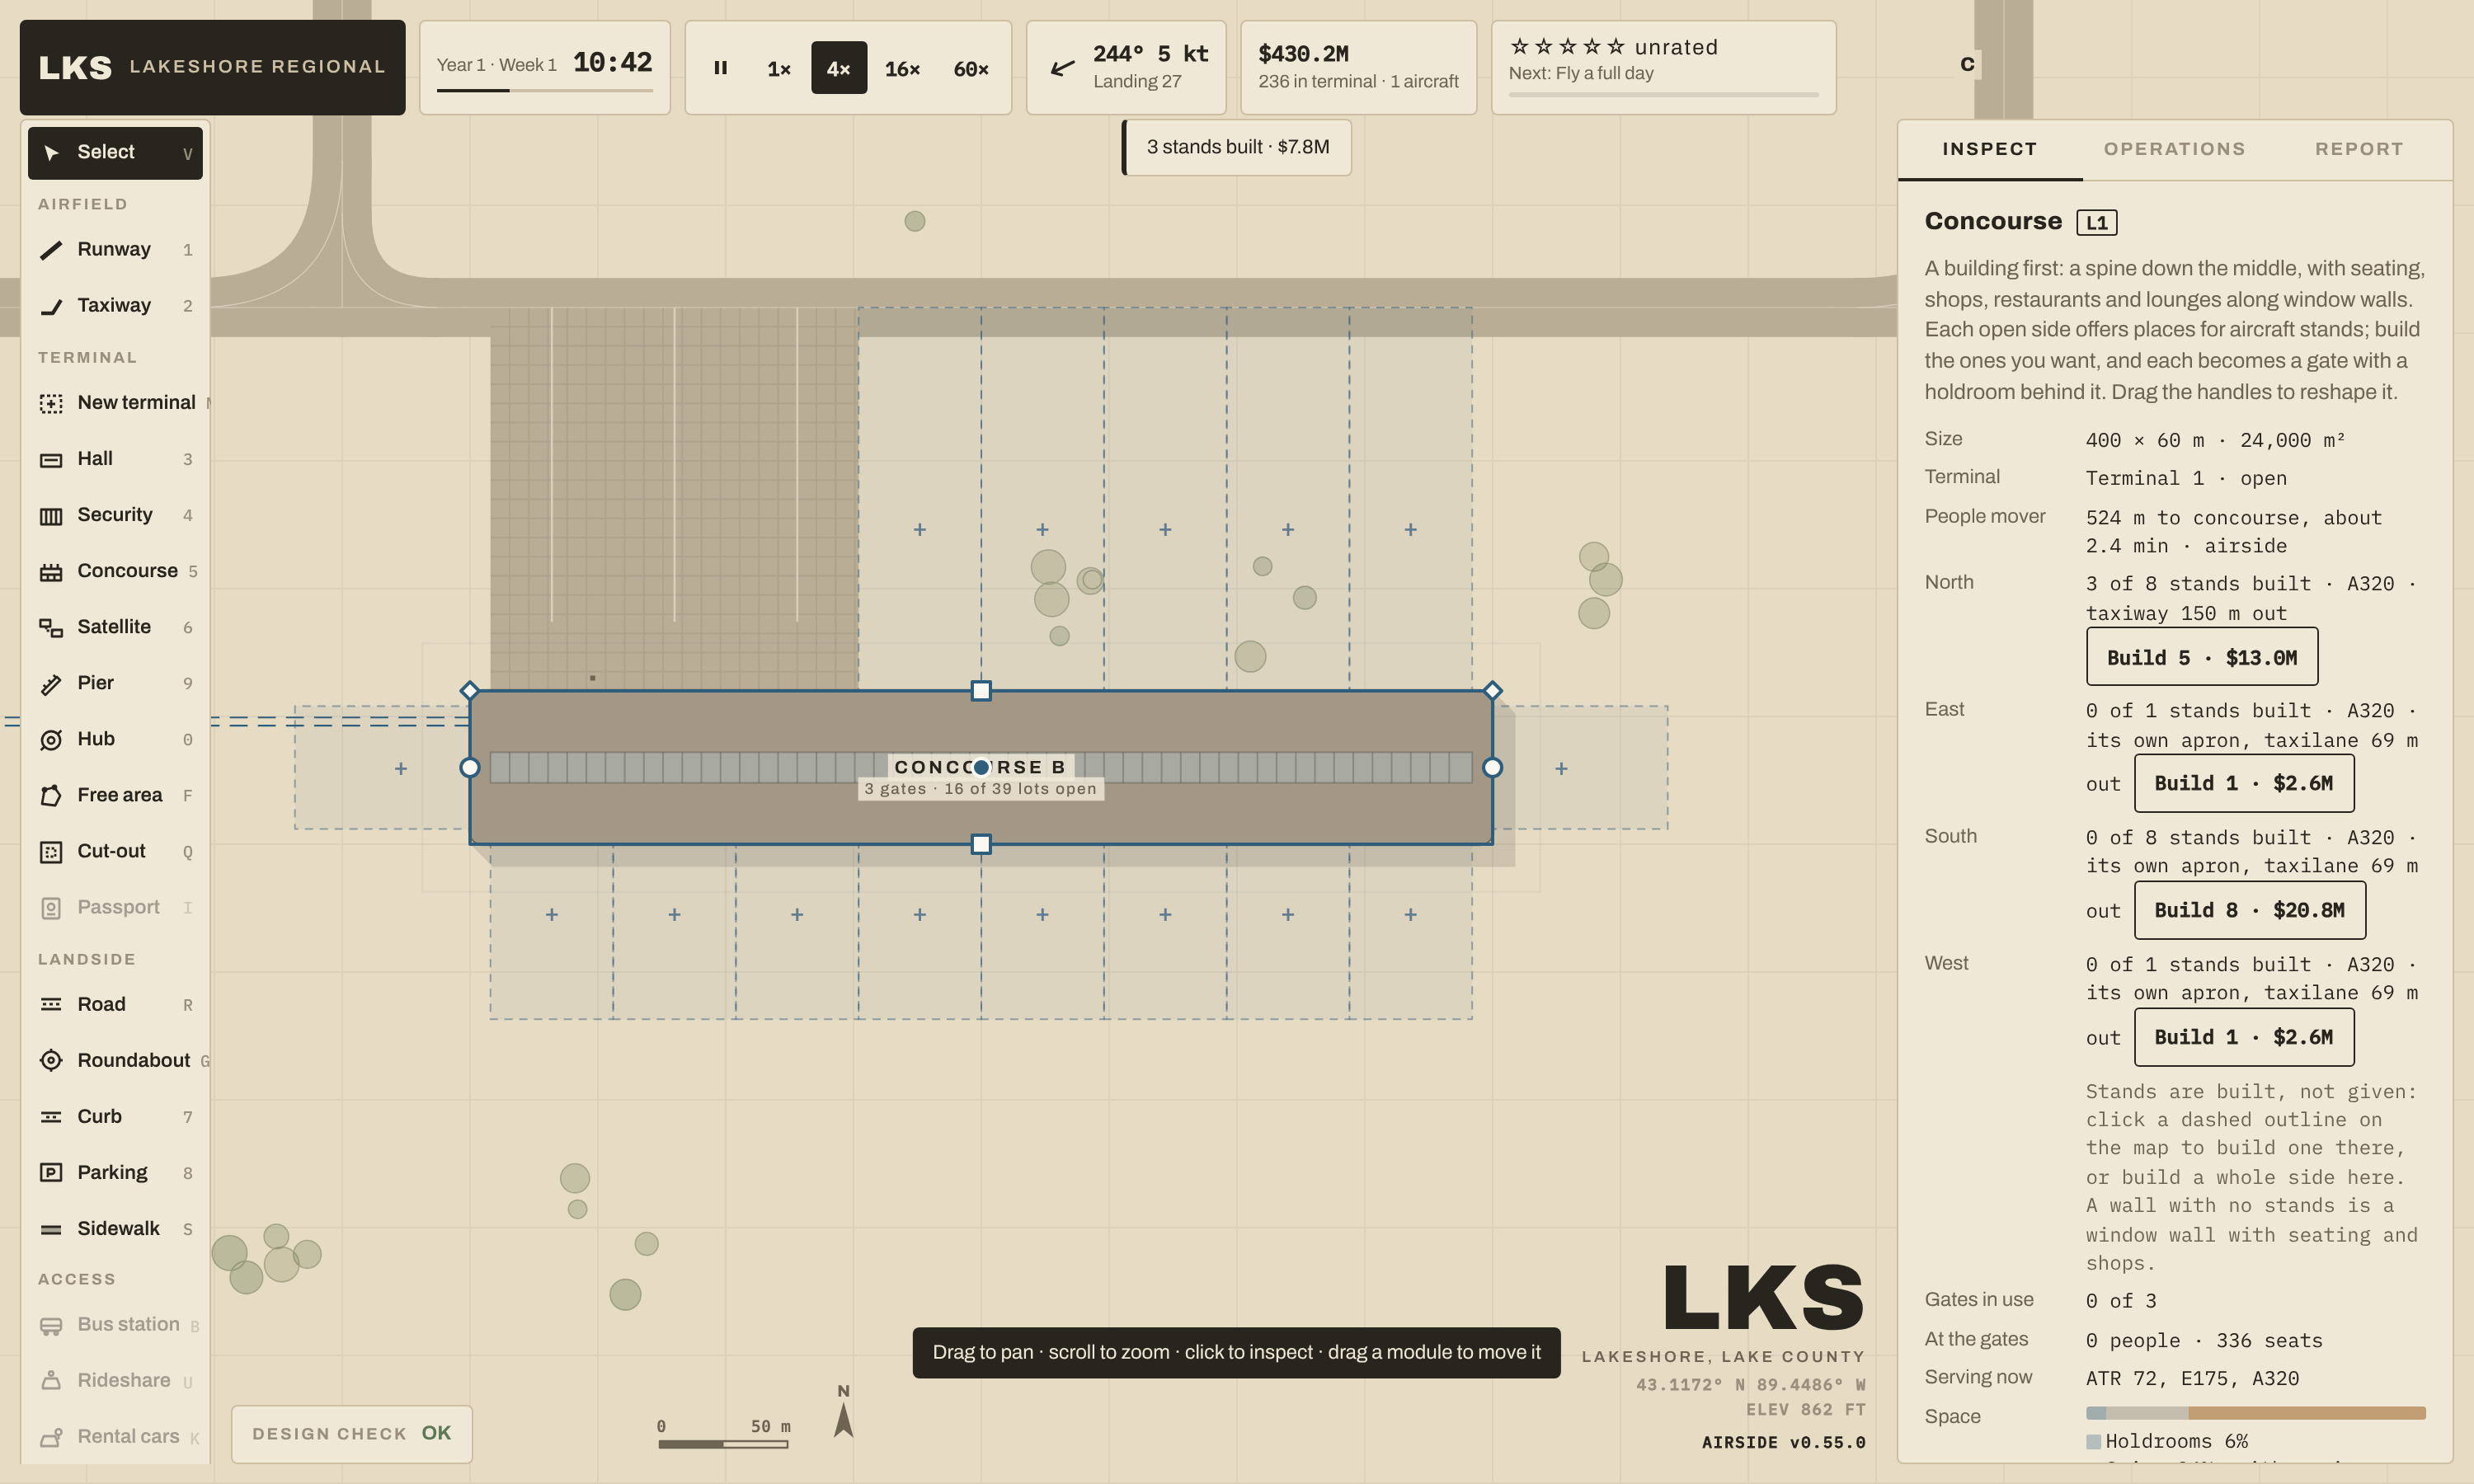 LKS LAKESHORE REGIONAL
Year 1 · Week 1 10:42
1× 4× 16× 60×
244° 5 kt
Landing 27
$430.2M
236 in terminal · 1 aircraft
☆☆☆☆☆ unrated
Next: Fly a full day
C
3 stands built · $7.8M
Select V
AIRFIELD
Runway 1
Taxiway 2
TERMINAL
New terminal
Hall 3
Security 4
Concourse 5
Satellite 6
Pier 9
Hub 0
Free area F
Cut-out Q
Passport I
LANDSIDE
Road R
Roundabout G
Curb 7
Parking 8
Sidewalk S
ACCESS
Bus station B
Rideshare U
Rental cars K
CONCOURSE B
3 gates · 16 of 39 lots open
DESIGN CHECK OK
0 50 m
N
Drag to pan · scroll to zoom · click to inspect · drag a module to move it
LKS
LAKESHORE, LAKE COUNTY
43.1172° N 89.4486° W
ELEV 862 FT
AIRSIDE v0.55.0
INSPECT OPERATIONS REPORT
Concourse L1
A building first: a spine down the middle, with seating,
shops, restaurants and lounges along window walls.
Each open side offers places for aircraft stands; build
the ones you want, and each becomes a gate with a
holdroom behind it. Drag the handles to reshape it.
Size 400 × 60 m · 24,000 m²
Terminal Terminal 1 · open
People mover 524 m to concourse, about
2.4 min · airside
North 3 of 8 stands built · A320 ·
taxiway 150 m out
Build 5 · $13.0M
East 0 of 1 stands built · A320 ·
its own apron, taxilane 69 m
out Build 1 · $2.6M
South 0 of 8 stands built · A320 ·
its own apron, taxilane 69 m
out Build 8 · $20.8M
West 0 of 1 stands built · A320 ·
its own apron, taxilane 69 m
out Build 1 · $2.6M
Stands are built, not given:
click a dashed outline on
the map to build one there,
or build a whole side here.
A wall with no stands is a
window wall with seating and
shops.
Gates in use 0 of 3
At the gates 0 people · 336 seats
Serving now ATR 72, E175, A320
Space
Holdrooms 6%